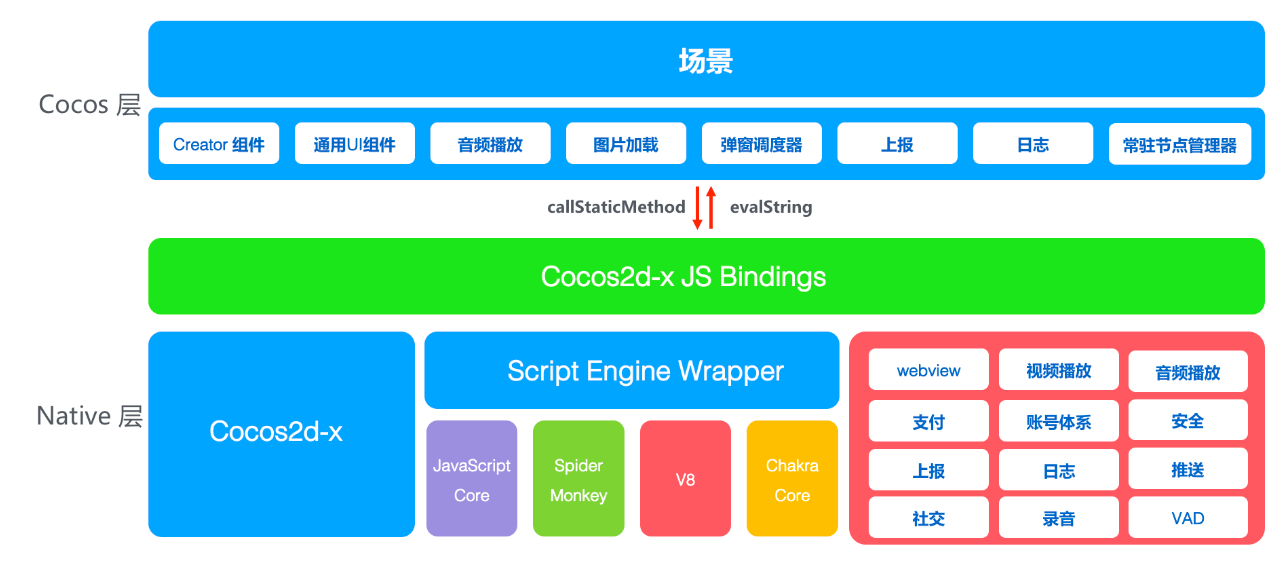 场景
Cocos 层
Creator 组件
通用UI组件
音频播放
图片加载
弹窗调度器
上报
日志
常驻节点管理器
callStaticMethod
evalString
Cocos2d-x JS Bindings
Native 层
Cocos2d-x
Script Engine Wrapper
JavaScript
Core
Spider
Monkey
V8
Chakra
Core
webview
视频播放
音频播放
支付
账号体系
安全
上报
日志
推送
社交
录音
VAD